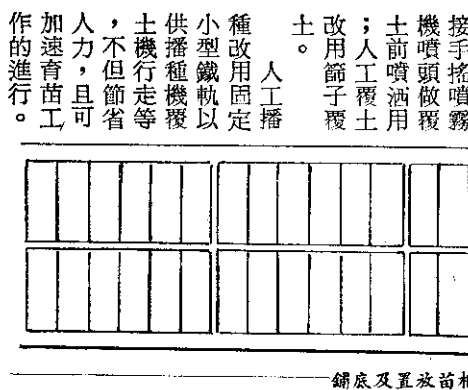 接手搖噴霧
機噴頭做覆
土前噴洒用
；人工覆土
改用篩子覆
土。
人工播
種改用固定
小型鐵軌以
供播種機覆
土機行走等
，不但節省
人力，且可
加速育苗工
作的進行。
鋪底及置放苗